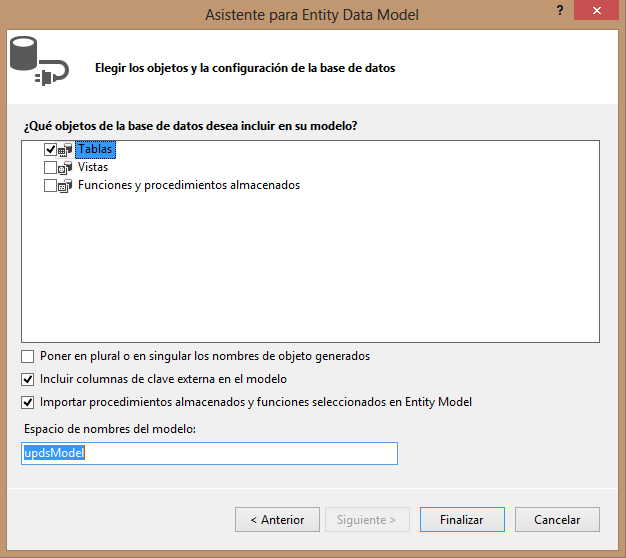 Asistente para Entity Data Model
?
Elegir los objetos y la configuración de la base de datos
¿Qué objetos de la base de datos desea incluir en su modelo?
Tablas
Vistas
Funciones y procedimientos almacenados
Poner en plural o en singular los nombres de objeto generados
Incluir columnas de clave externa en el modelo
Importar procedimientos almacenados y funciones seleccionados en Entity Model
Espacio de nombres del modelo:
updsModel
< Anterior
Siguiente >
Finalizar
Cancelar